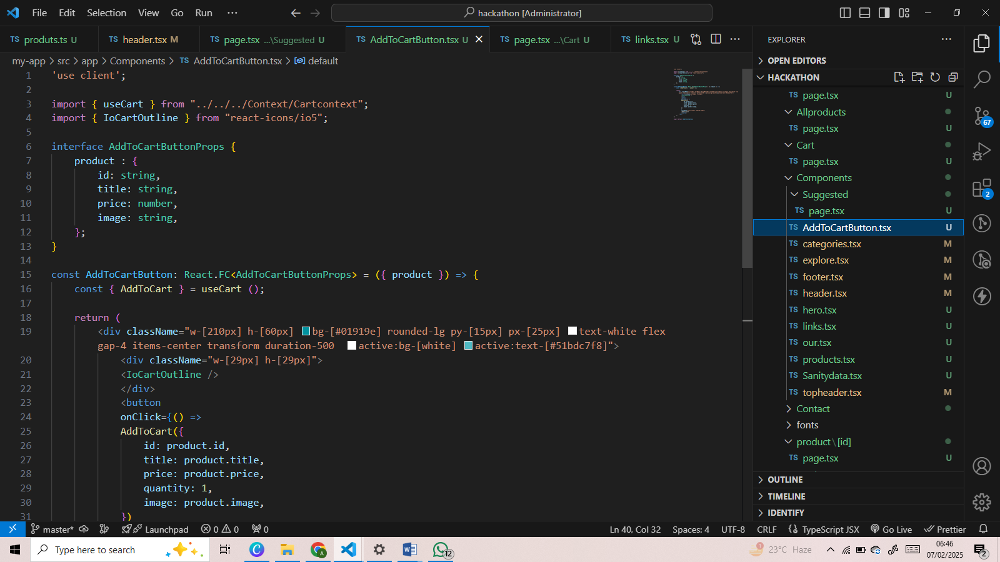 File Edit Selection View Go Run ···
hackathon [Administrator]
TS produts.ts U
TS header.tsx M
TS page.tsx ...\Suggested U
TS AddToCartButton.tsx U
TS page.tsx ...\Cart U
TS links.tsx U
my-app > src > app > Components > TS AddToCartButton.tsx > default
1 'use client';
2
3 import { useCart } from "../../../Context/Cartcontext";
4 import { IoCartOutline } from "react-icons/io5";
5
6 interface AddToCartButtonProps {
7 product : {
8 id: string,
9 title: string,
10 price: number,
11 image: string,
12 };
13 }
14
15 const AddToCartButton: React.FC<AddToCartButtonProps> = ({ product }) => {
16 const { AddToCart } = useCart ();
17
18 return (
19 <div className="w-[210px] h-[60px] bg-[#01919e] rounded-lg py-[15px] px-[25px] text-white flex
gap-4 items-center transform duration-500 active:bg-[white] active:text-[#51bdc7f8]">
20 <div className="w-[29px] h-[29px]">
21 <IoCartOutline />
22 </div>
23 <button
24 onClick={() =>
25 AddToCart({
26 id: product.id,
27 title: product.title,
28 price: product.price,
29 quantity: 1,
30 image: product.image,
31 })
EXPLORER
OPEN EDITORS
HACKATHON
TS page.tsx U
Allproducts
TS page.tsx U
Cart
TS page.tsx U
Components
Suggested
TS page.tsx U
TS AddToCartButton.tsx U
TS categories.tsx M
TS explore.tsx M
TS footer.tsx M
TS header.tsx M
TS hero.tsx U
TS links.tsx U
TS our.tsx U
TS products.tsx U
TS Sanitydata.tsx U
TS topheader.tsx M
Contact
fonts
product\[id]
TS page.tsx U
OUTLINE
TIMELINE
IDENTIFY
67
2
master* Launchpad 0 0 0
Ln 40, Col 32 Spaces: 4 UTF-8 CRLF TypeScript JSX Go Live Prettier
Type here to search
12
1
23°C Haze
06:46
07/02/2025
2